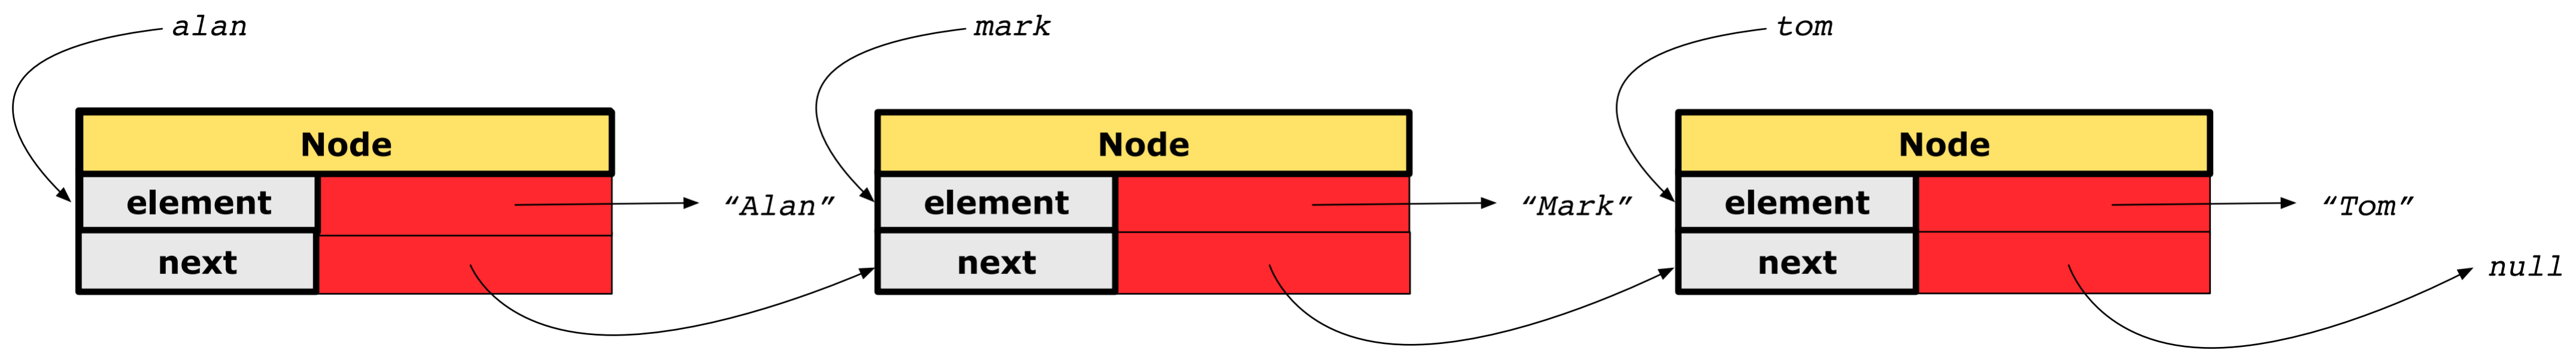 alan
mark
tom
Node
element
next
“Alan”
Node
element
next
“Mark”
Node
element
next
“Tom”
null